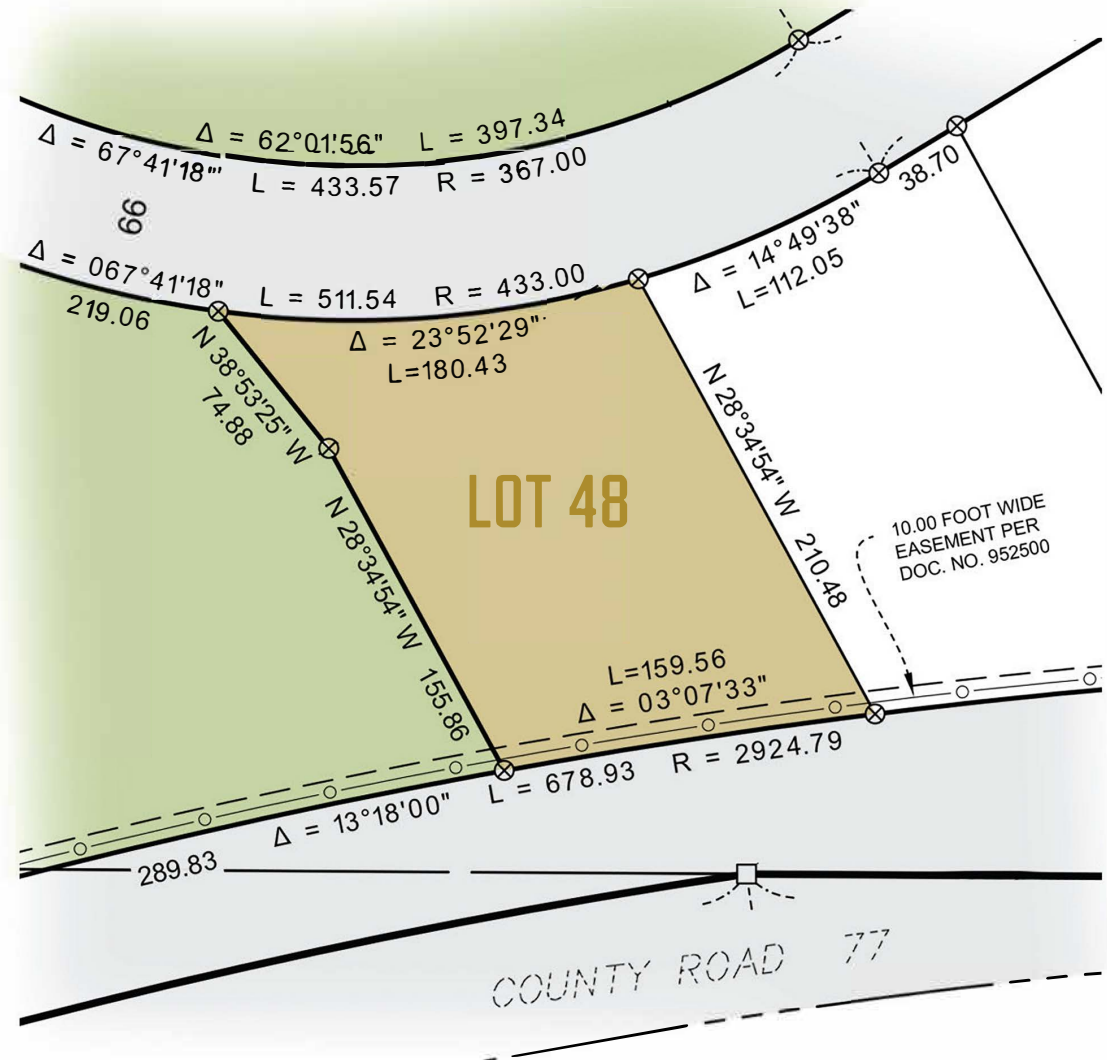 Δ = 62°01'56" L = 397.34
Δ = 67°41'18" L = 433.57 R = 367.00
66
38.70
Δ = 067°41'18" L = 511.54 R = 433.00
219.06
Δ = 14°49'38"
L=112.05
Δ = 23°52'29"
L=180.43
N 38°53'25" W
74.88
N 28°34'54" W 210.48
LOT 48
N 28°34'54" W 155.86
10.00 FOOT WIDE
EASEMENT PER
DOC. NO. 952500
L=159.56
Δ = 03°07'33"
Δ = 13°18'00" L = 678.93 R = 2924.79
289.83
COUNTY ROAD 77